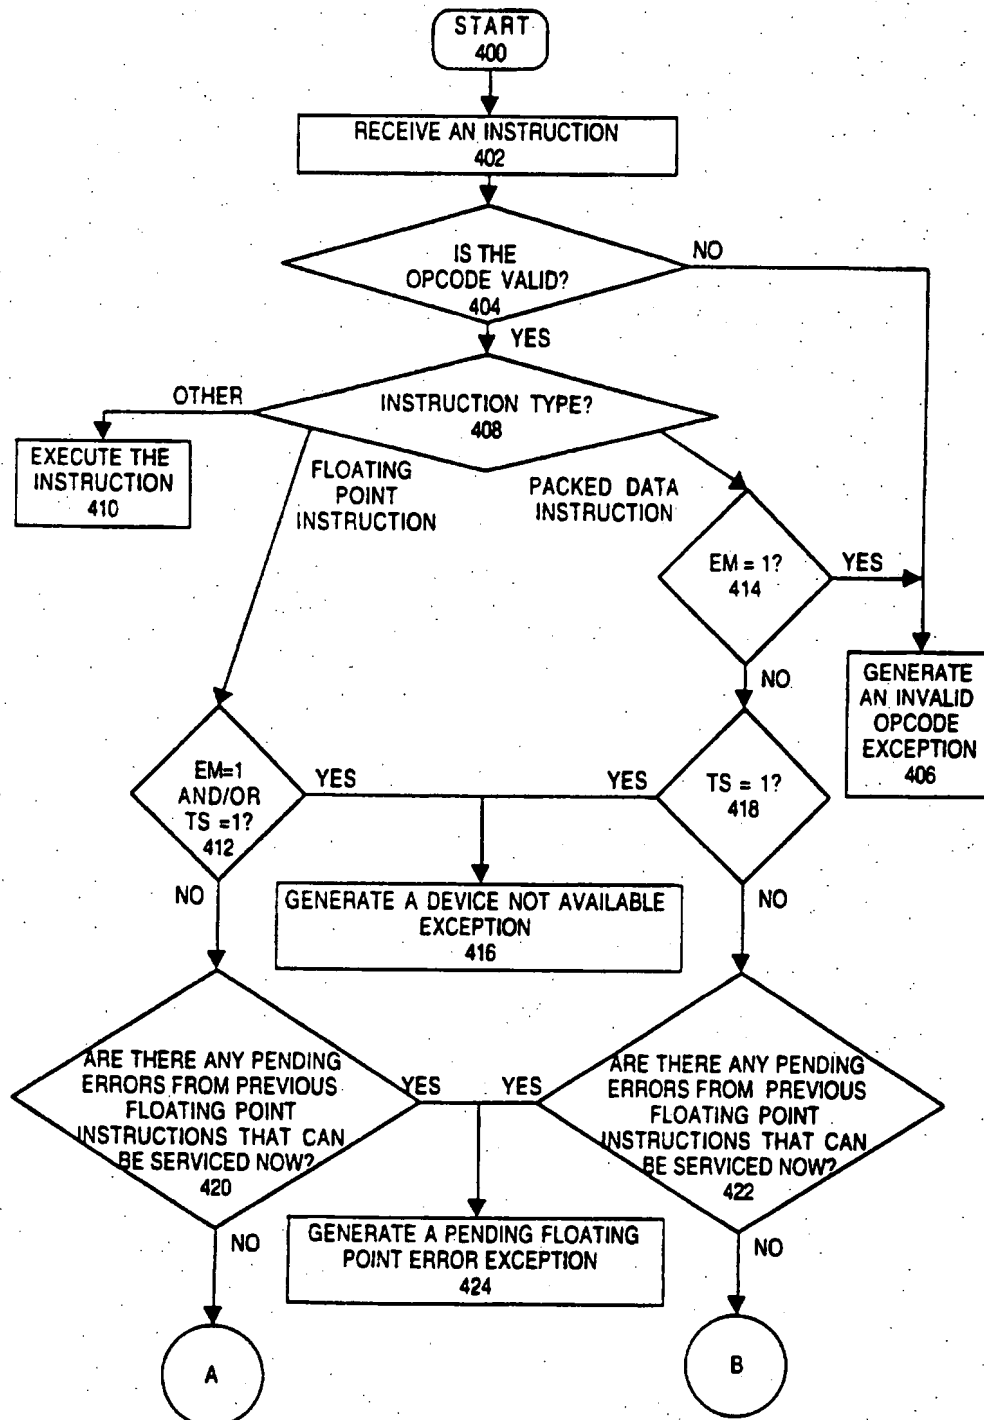 START
400
RECEIVE AN INSTRUCTION
402
IS THE
OPCODE VALID?
404
NO
YES
INSTRUCTION TYPE?
408
OTHER
EXECUTE THE
INSTRUCTION
410
FLOATING
POINT
INSTRUCTION
PACKED DATA
INSTRUCTION
EM = 1?
414
YES
NO
GENERATE
AN INVALID
OPCODE
EXCEPTION
406
EM=1
AND/OR
TS =1?
412
YES
YES
TS = 1?
418
NO
GENERATE A DEVICE NOT AVAILABLE
EXCEPTION
416
NO
ARE THERE ANY PENDING
ERRORS FROM PREVIOUS
FLOATING POINT
INSTRUCTIONS THAT CAN
BE SERVICED NOW?
420
YES
YES
ARE THERE ANY PENDING
ERRORS FROM PREVIOUS
FLOATING POINT
INSTRUCTIONS THAT CAN
BE SERVICED NOW?
422
NO
GENERATE A PENDING FLOATING
POINT ERROR EXCEPTION
424
NO
A
B